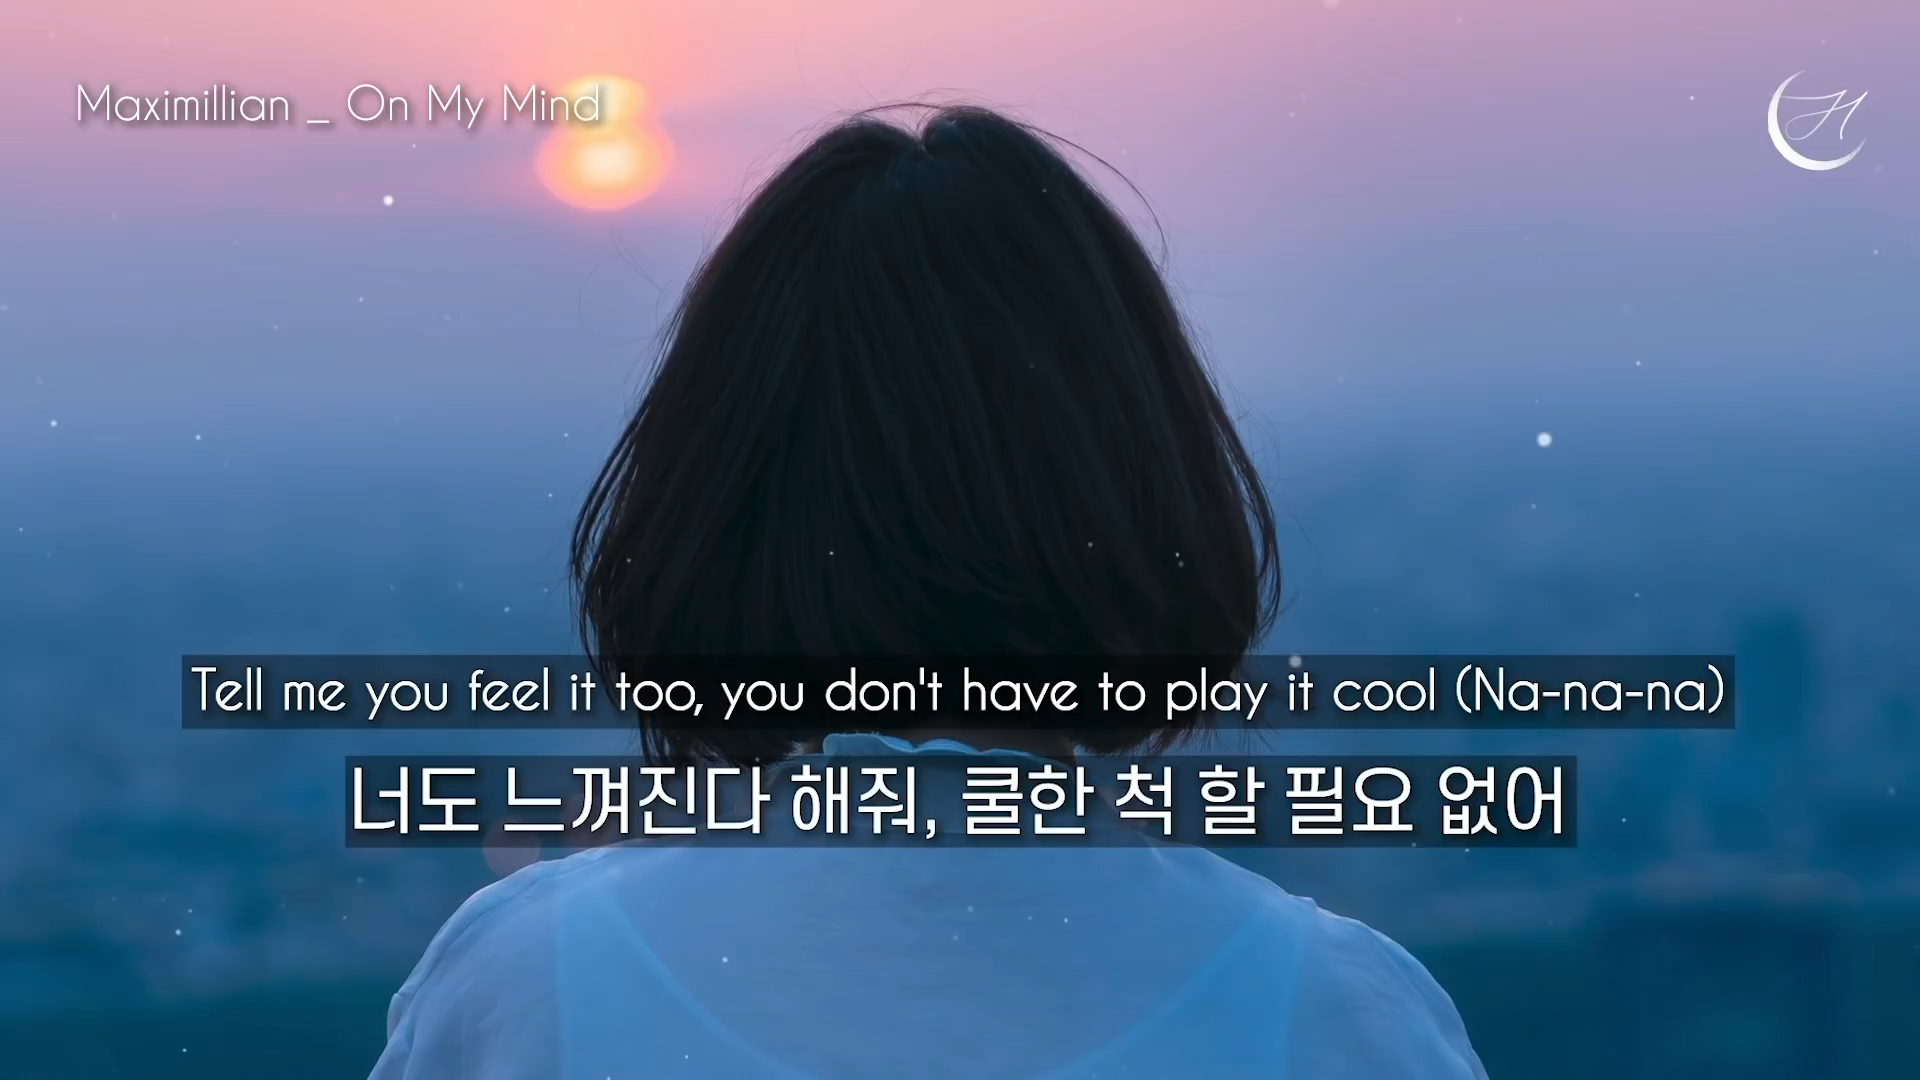 Maximillian _ On My Mind
Tell me you feel it too, you don't have to play it cool (Na-na-na)
너도 느껴진다 해줘, 쿨한 척 할 필요 없어